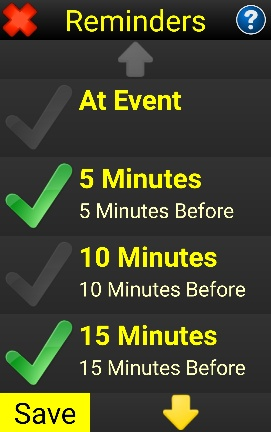 Reminders ?
At Event
5 Minutes
5 Minutes Before
10 Minutes
10 Minutes Before
15 Minutes
15 Minutes Before
Save